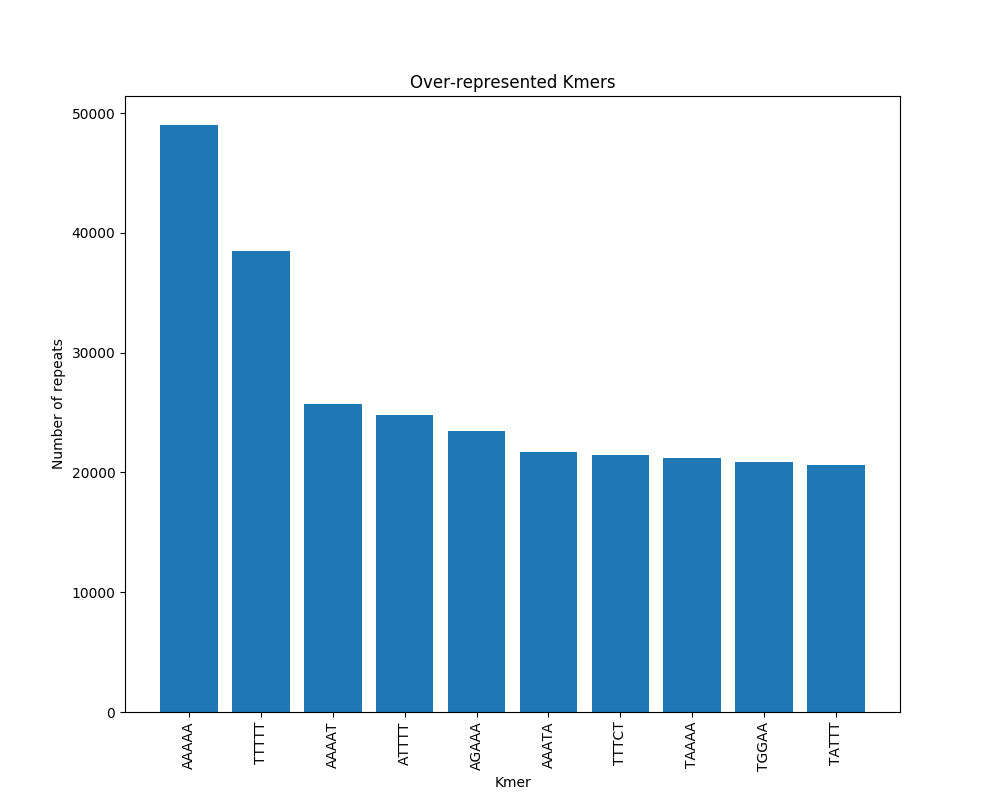 Over-represented Kmers
50000
40000
30000
20000
10000
0
Number of repeats
AAAAA
TTTTT
AAAAT
ATTTT
AGAAA
AAATA
TTTCT
TAAAA
TGGAA
TATTT
Kmer